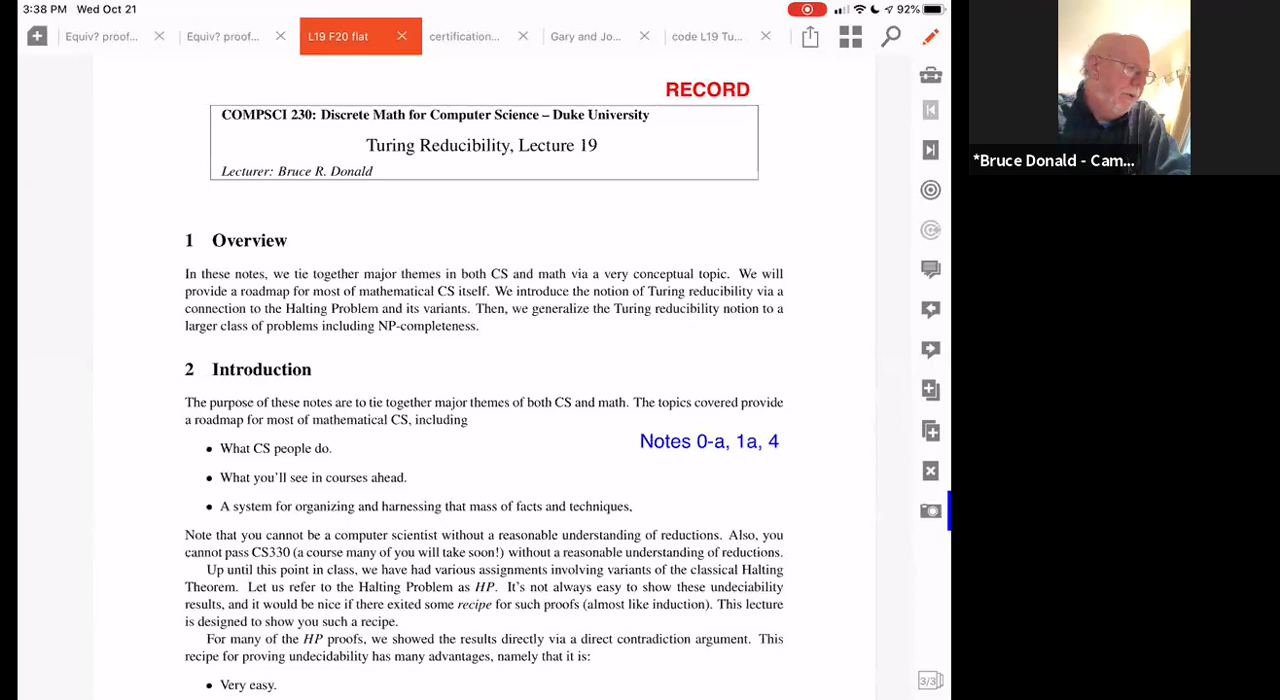 3:38 PM Wed Oct 21
92%
Equiv? proof...
Equiv? proof...
L19 F20 flat
certification...
Gary and Jo...
code L19 Tu...
RECORD
COMPSCI 230: Discrete Math for Computer Science – Duke University
Turing Reducibility, Lecture 19
Lecturer: Bruce R. Donald
*Bruce Donald - Cam...
1 Overview
In these notes, we tie together major themes in both CS and math via a very conceptual topic. We will
provide a roadmap for most of mathematical CS itself. We introduce the notion of Turing reducibility via a
connection to the Halting Problem and its variants. Then, we generalize the Turing reducibility notion to a
larger class of problems including NP-completeness.
2 Introduction
The purpose of these notes are to tie together major themes of both CS and math. The topics covered provide
a roadmap for most of mathematical CS, including
Notes 0-a, 1a, 4
• What CS people do.
• What you'll see in courses ahead.
• A system for organizing and harnessing that mass of facts and techniques,
Note that you cannot be a computer scientist without a reasonable understanding of reductions. Also, you
cannot pass CS330 (a course many of you will take soon!) without a reasonable understanding of reductions.
Up until this point in class, we have had various assignments involving variants of the classical Halting
Theorem. Let us refer to the Halting Problem as HP. It's not always easy to show these undeciability
results, and it would be nice if there exited some recipe for such proofs (almost like induction). This lecture
is designed to show you such a recipe.
For many of the HP proofs, we showed the results directly via a direct contradiction argument. This
recipe for proving undecidability has many advantages, namely that it is:
• Very easy.
3/3